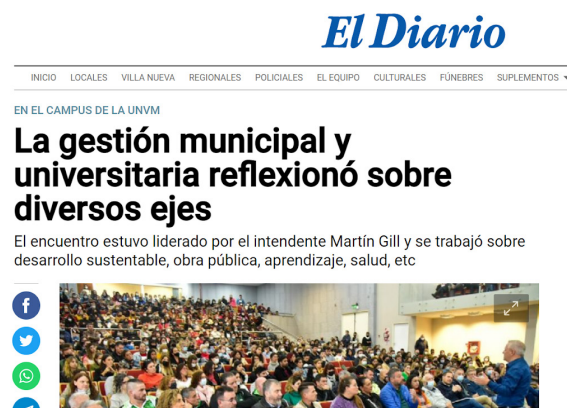 El Diario
INICIO LOCALES VILLA NUEVA REGIONALES POLICIALES EL EQUIPO CULTURALES FÚNEBRES SUPLEMENTOS
EN EL CAMPUS DE LA UNVM
La gestión municipal y
universitaria reflexionó sobre
diversos ejes
El encuentro estuvo liderado por el intendente Martín Gill y se trabajó sobre
desarrollo sustentable, obra pública, aprendizaje, salud, etc